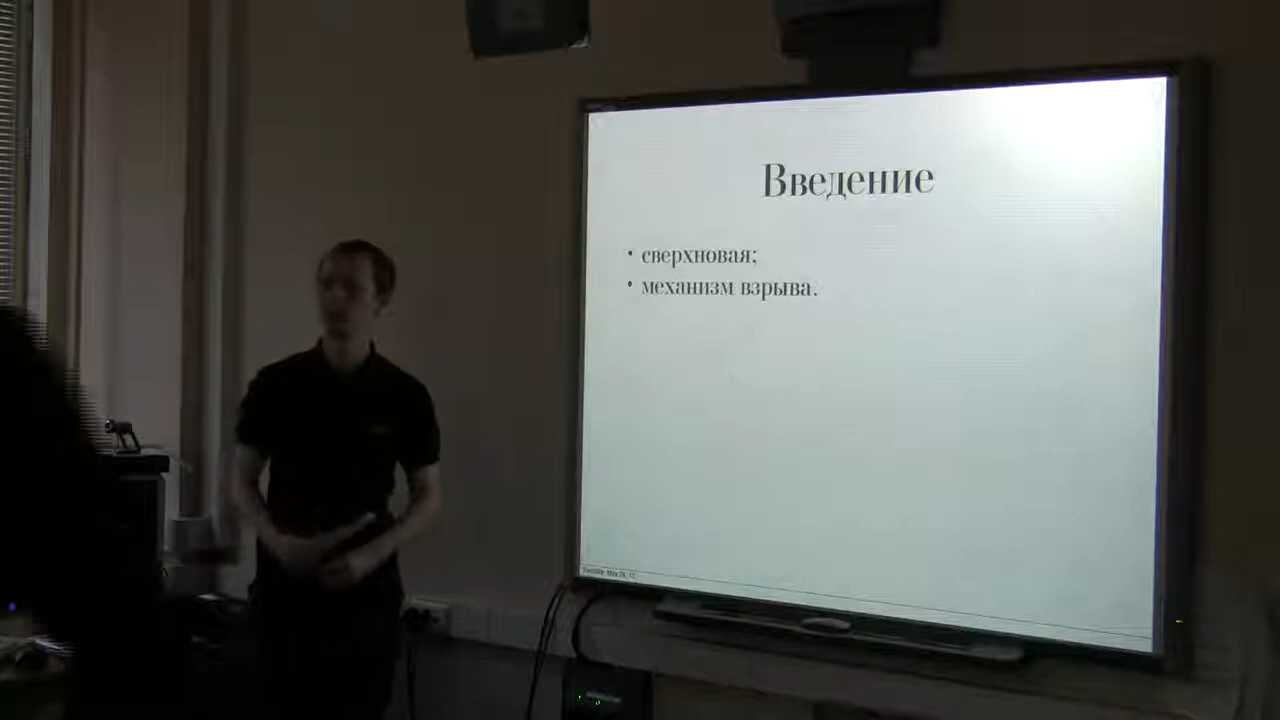 Введение
• сверхновая;
• механизм взрыва.